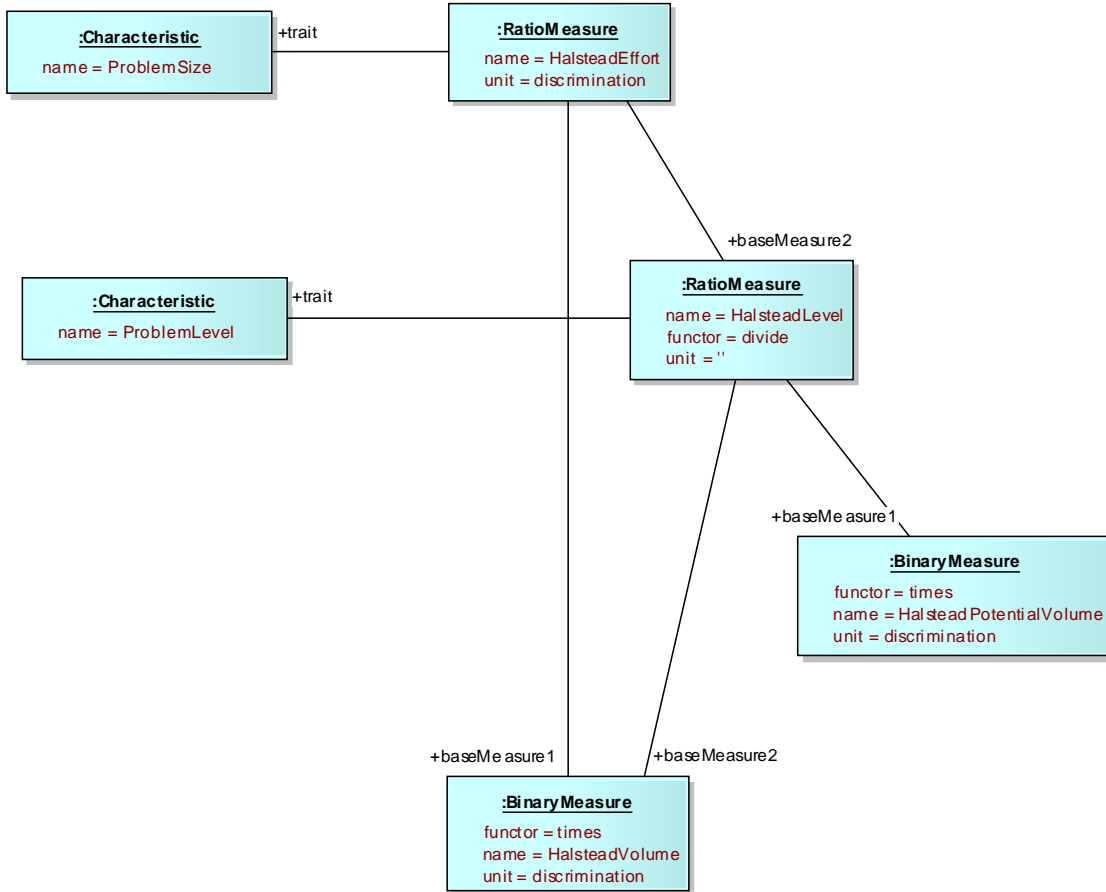 :Characteristic
name = ProblemSize
+trait
:RatioMeasure
name = HalsteadEffort
unit = discrimination
+baseMeasure2
:Characteristic
name = ProblemLevel
+trait
:RatioMeasure
name = HalsteadLevel
functor = divide
unit = ''
+baseMeasure1
:BinaryMeasure
functor = times
name = HalsteadPotentialVolume
unit = discrimination
+baseMeasure1
+baseMeasure2
:BinaryMeasure
functor = times
name = HalsteadVolume
unit = discrimination